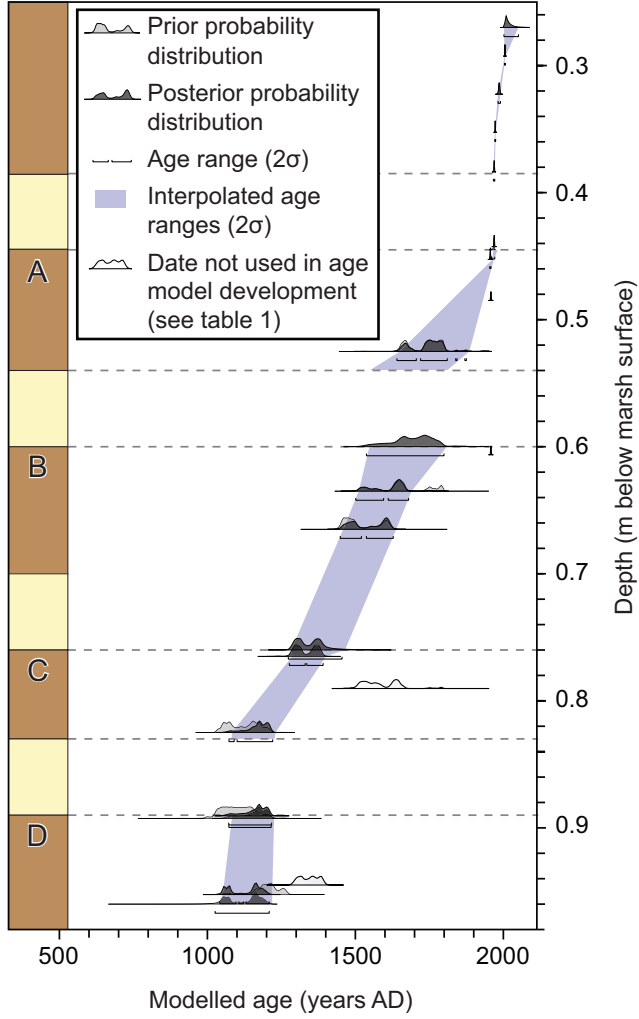 Prior probability
distribution
Posterior probability
distribution
Age range (2σ)
Interpolated age
ranges (2σ)
Date not used in age
model development
(see table 1)
A
B
C
D
0.3
0.4
0.5
0.6
0.7
0.8
0.9
Depth (m below marsh surface)
500
1000
1500
2000
Modelled age (years AD)